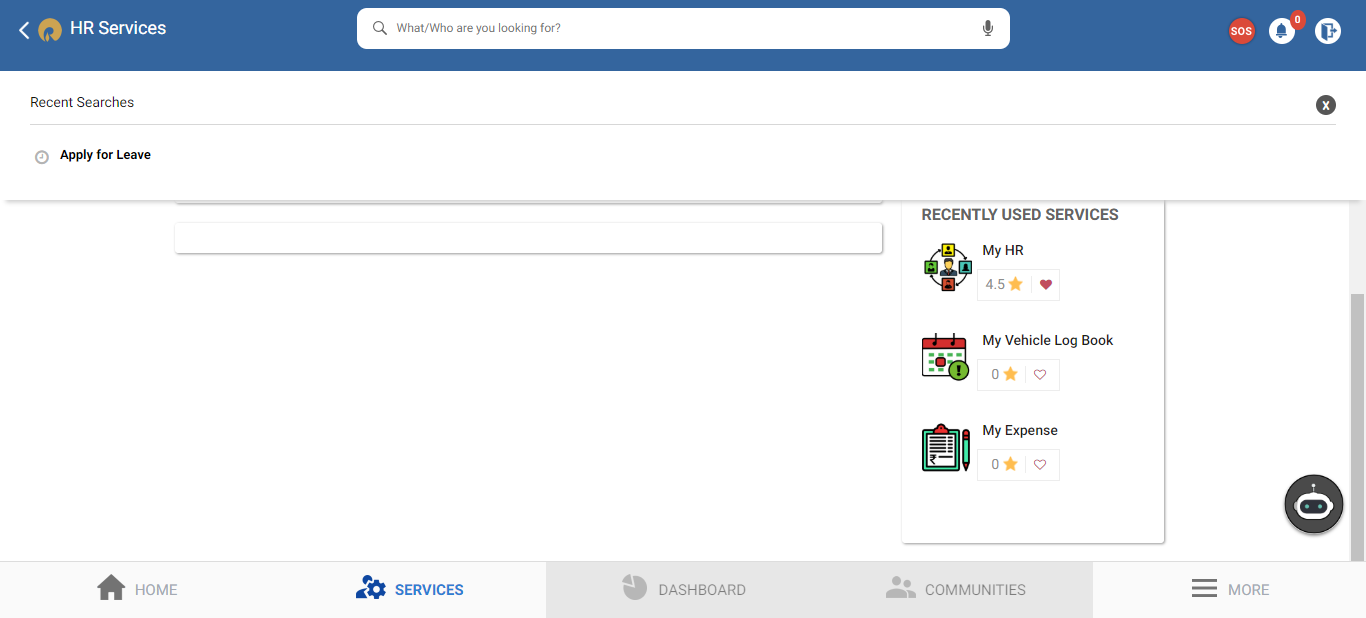 HR Services
What/Who are you looking for?
SOS
0
Recent Searches
X
Apply for Leave
RECENTLY USED SERVICES
My HR
4.5
My Vehicle Log Book
0
My Expense
0
HOME
SERVICES
DASHBOARD
COMMUNITIES
MORE